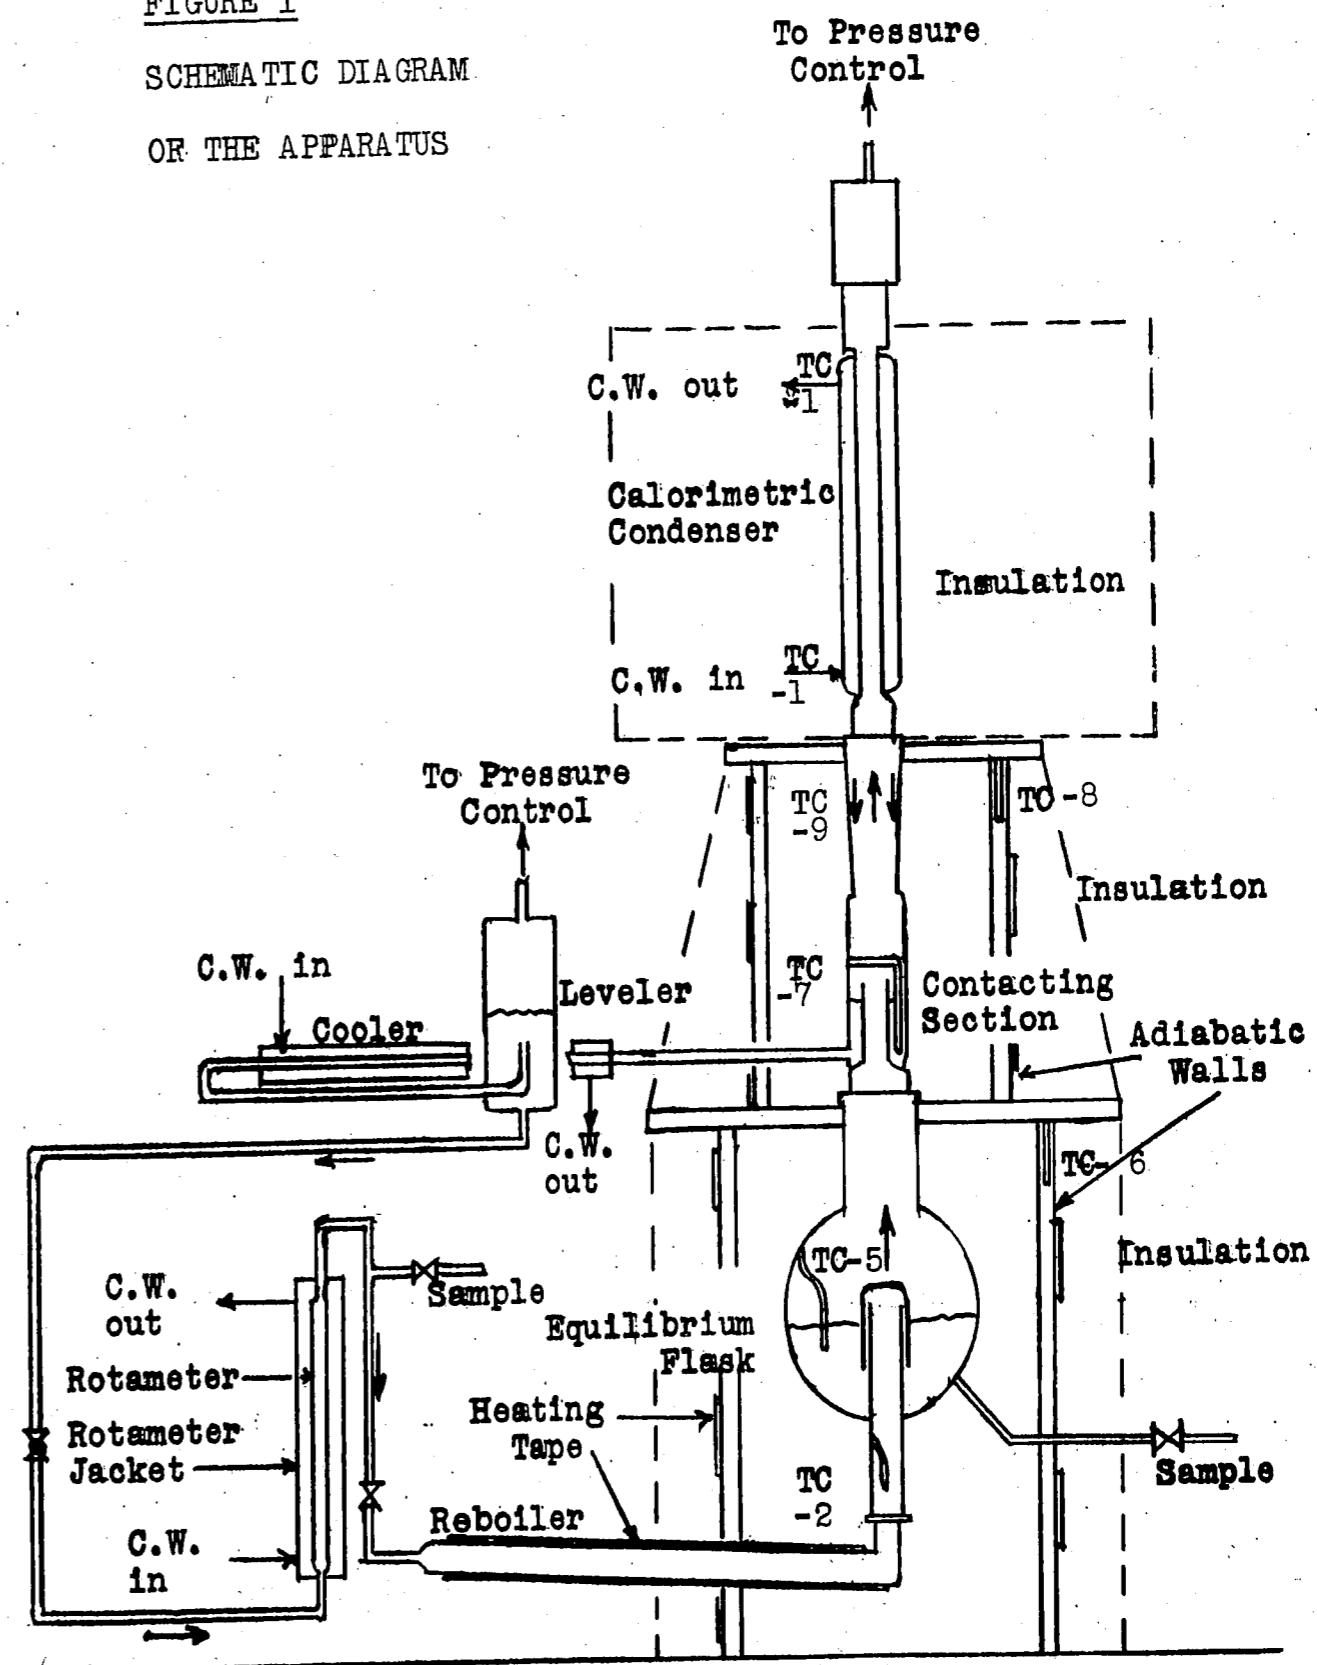 FIGURE 1
SCHEMATIC DIAGRAM
OF THE APPARATUS
To Pressure
Control
C.W. out
TC
-1
Calorimetric
Condenser
Insulation
C.W. in
TC
-1
To Pressure
Control
TC
-9
TC-8
Insulation
C.W. in
Cooler
Leveler
TC
-7
Contacting
Section
Adiabatic
Walls
C.W.
out
TC-6
TC-5
Insulation
C.W.
out
Sample
Equilibrium
Flask
Rotameter
Rotameter
Jacket
Heating
Tape
TC
-2
Sample
Reboiler
C.W.
in